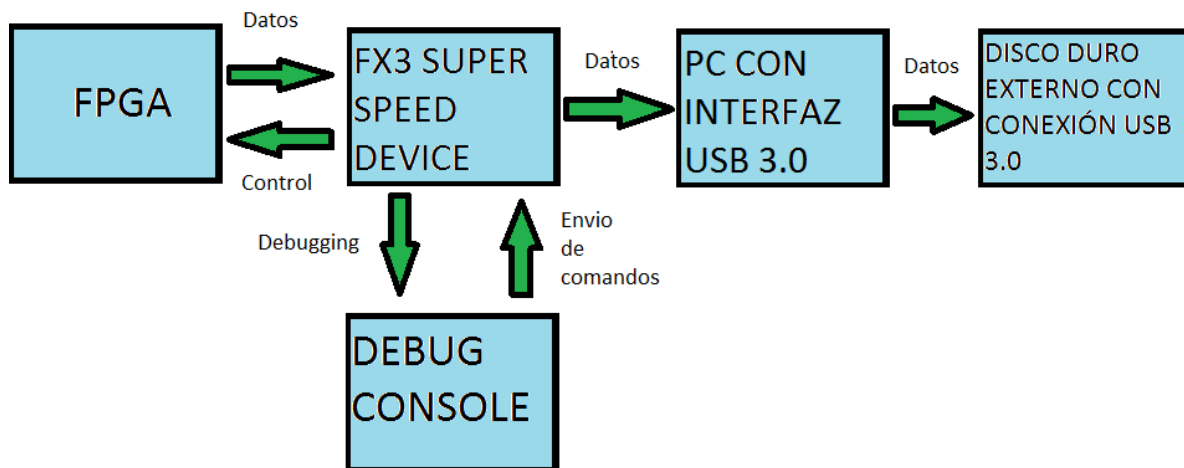 Datos
FPGA
Control
FX3 SUPER
SPEED
DEVICE
Datos
PC CON
INTERFAZ
USB 3.0
Datos
DISCO DURO
EXTERNO CON
CONEXIÓN USB
3.0
Debugging
Envio
de
comandos
DEBUG
CONSOLE